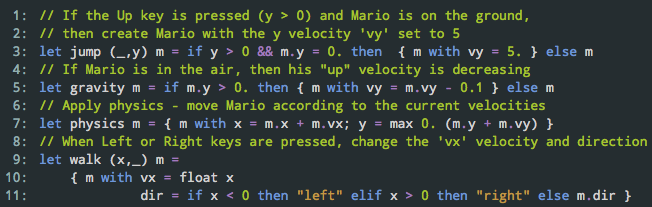 1: // If the Up key is pressed (y > 0) and Mario is on the ground,
2: // then create Mario with the y velocity 'vy' set to 5
3: let jump (_,y) m = if y > 0 && m.y = 0. then  { m with vy = 5. } else m
4: // If Mario is in the air, then his "up" velocity is decreasing
5: let gravity m = if m.y > 0. then { m with vy = m.vy - 0.1 } else m
6: // Apply physics - move Mario according to the current velocities
7: let physics m = { m with x = m.x + m.vx; y = max 0. (m.y + m.vy) }
8: // When Left or Right keys are pressed, change the 'vx' velocity and direction
9: let walk (x,_) m =
10:     { m with vx = float x
11:              dir = if x < 0 then "left" elif x > 0 then "right" else m.dir }